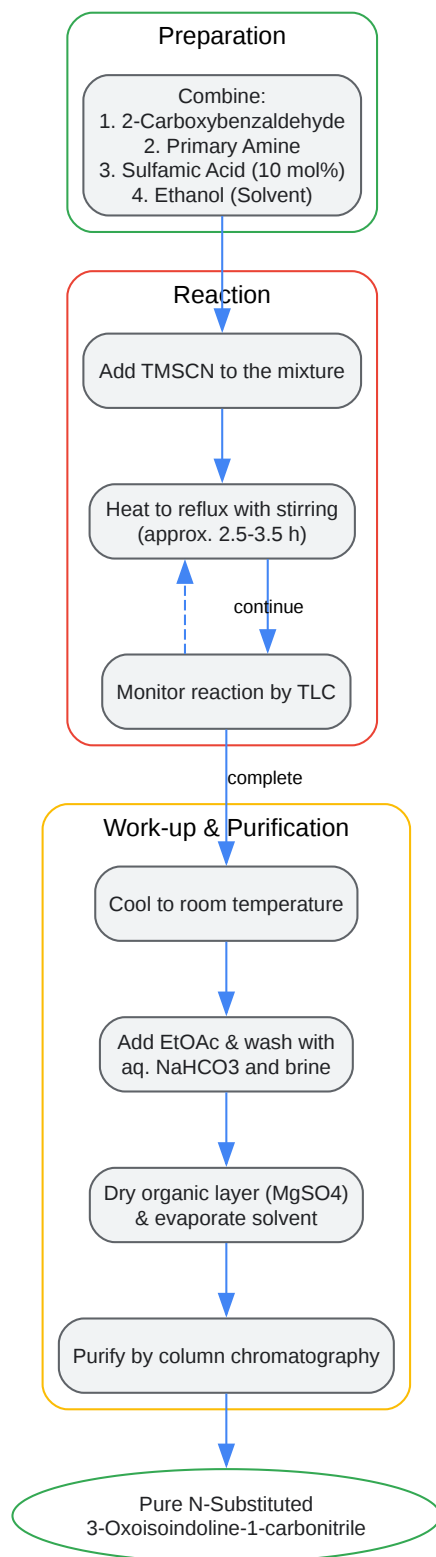 Preparation
Combine:
1. 2-Carboxybenzaldehyde
2. Primary Amine
3. Sulfamic Acid (10 mol%)
4. Ethanol (Solvent)
Reaction
Add TMSCN to the mixture
Heat to reflux with stirring
(approx. 2.5-3.5 h)
continue
Monitor reaction by TLC
complete
Work-up & Purification
Cool to room temperature
Add EtOAc & wash with
aq. NaHCO3 and brine
Dry organic layer (MgSO4)
& evaporate solvent
Purify by column chromatography
Pure N-Substituted
3-Oxoisoindoline-1-carbonitrile